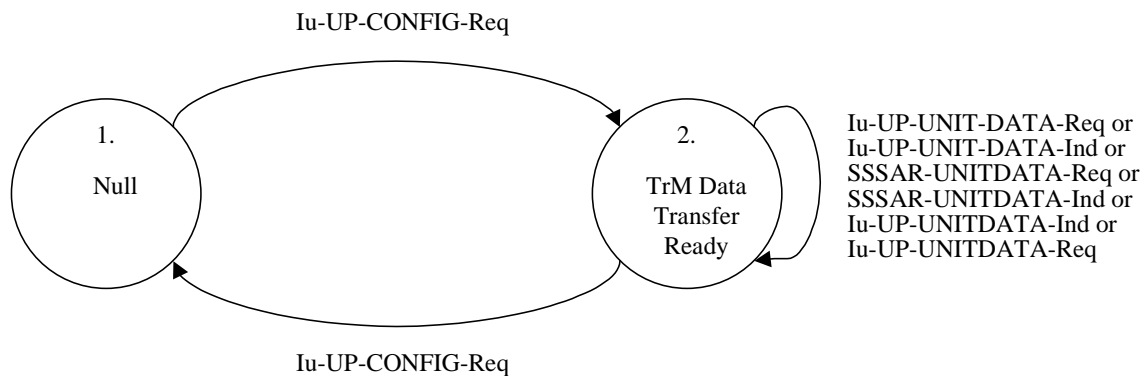 Iu-UP-CONFIG-Req
1.
Null
2.
TrM Data
Transfer
Ready
Iu-UP-UNIT-DATA-Req or
Iu-UP-UNIT-DATA-Ind or
SSSAR-UNITDATA-Req or
SSSAR-UNITDATA-Ind or
Iu-UP-UNITDATA-Ind or
Iu-UP-UNITDATA-Req
Iu-UP-CONFIG-Req